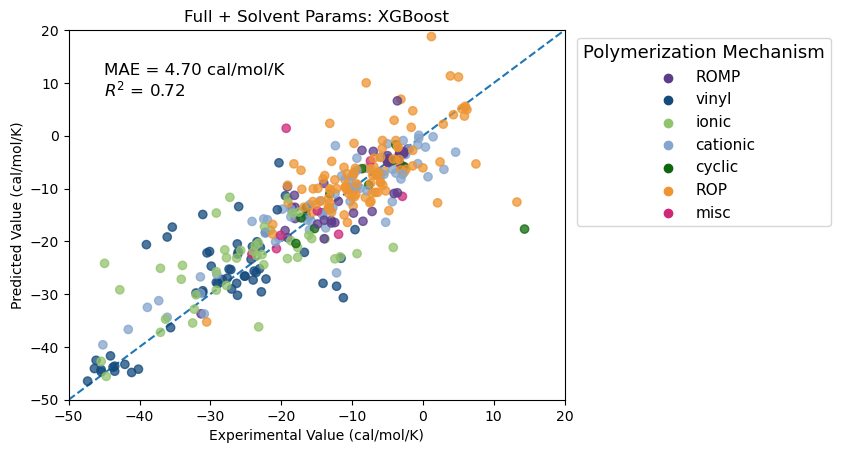 Full + Solvent Params: XGBoost
20
10
0
−10
−20
−30
−40
−50
Predicted Value (cal/mol/K)
MAE = 4.70 cal/mol/K
R² = 0.72
−50 −40 −30 −20 −10 0 10 20
Experimental Value (cal/mol/K)
Polymerization Mechanism
ROMP
vinyl
ionic
cationic
cyclic
ROP
misc